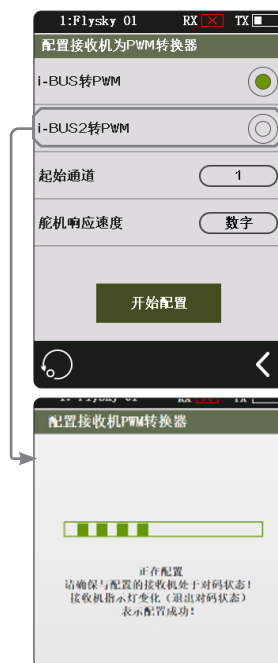 1:Flysky 01 RX TX
配置接收机为PWM转换器
i-BUS转PWM
i-BUS2转PWM
起始通道 1
舵机响应速度 数字
开始配置
1: Flysky 01 RX TX
配置接收机PWM转换器
正在配置
请确保与配置的接收机处于对码状态！
接收机指示灯变化（退出对码状态）
表示配置成功！